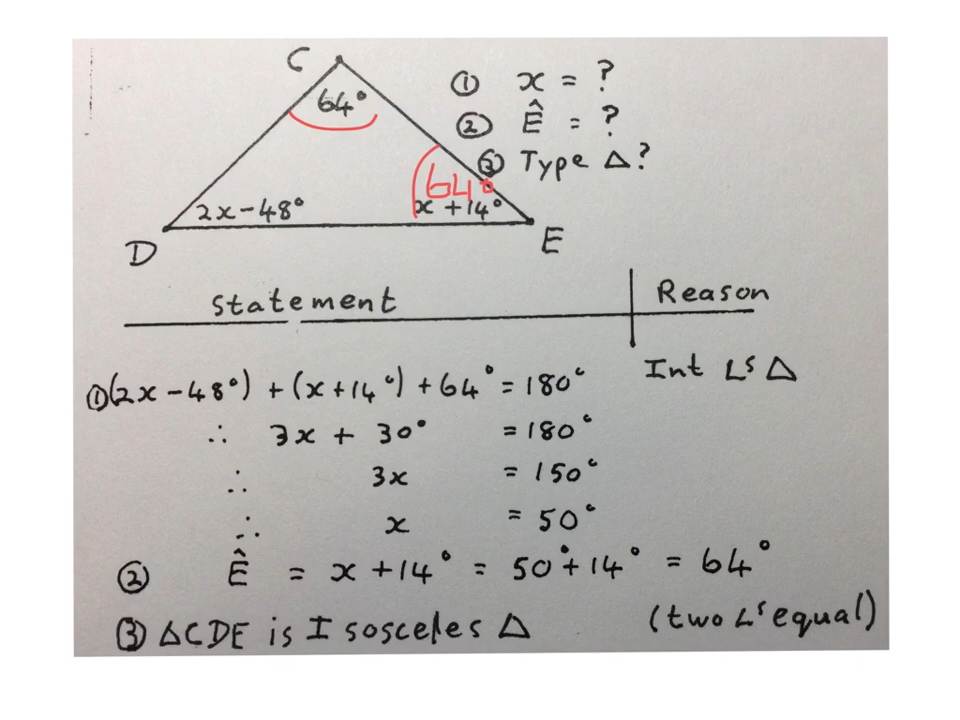 C
64°
① x = ?
② Ê = ?
③ Type △?
64°
2x-48°
x+14°
D
E
Statement
Reason
①(2x-48°)+(x+14°)+64°=180°
Int ∠s △
∴ 3x + 30° = 180°
∴ 3x = 150°
∴ x = 50°
② Ê = x+14° = 50°+14° = 64°
③ △CDE is Isosceles △
(two ∠s equal)